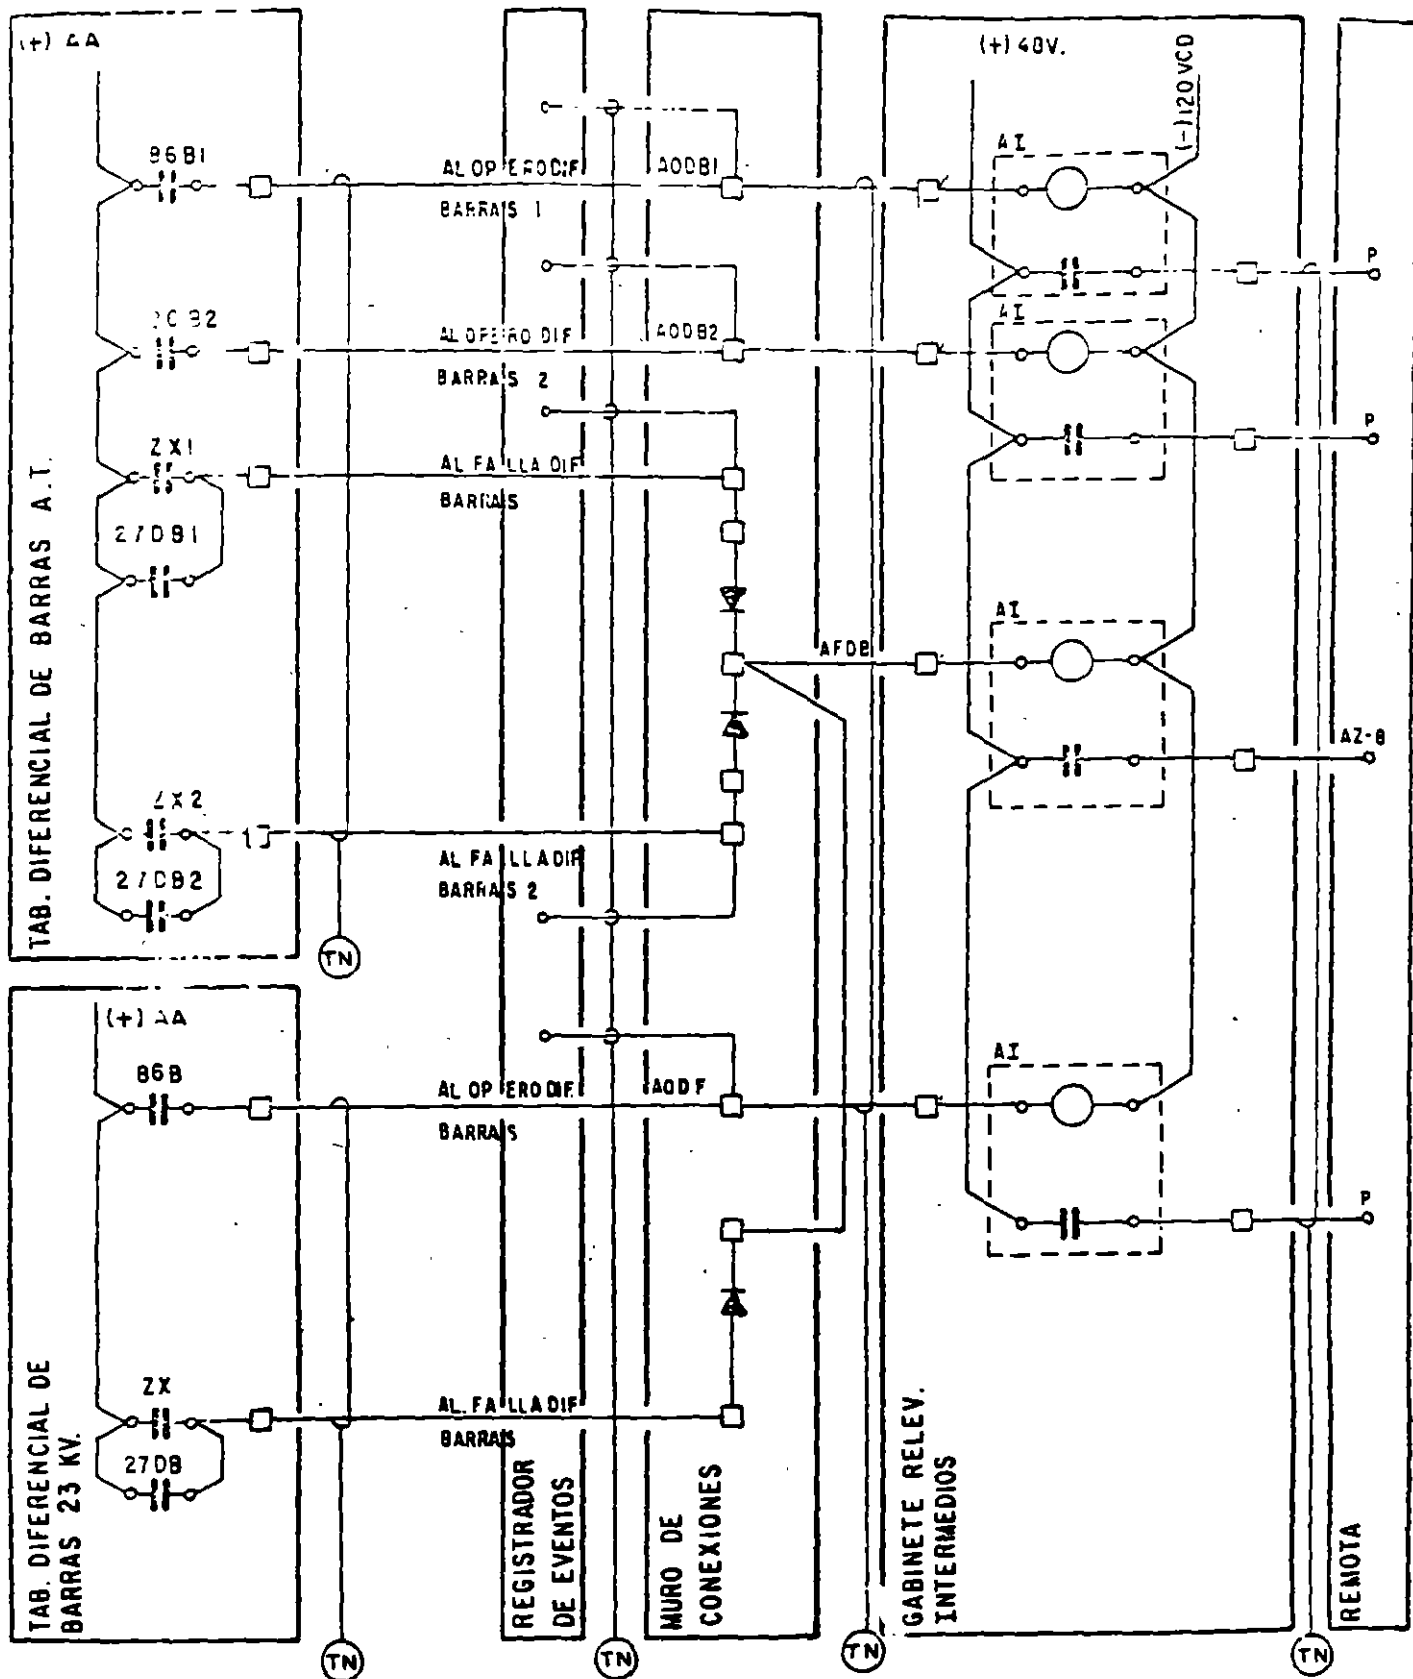 (+) AA
86B1
AL OPERO DIF
BARRAS 1
AODB1
AL OPERO DIF
BARRAS 2
AODB2
ZX1
27DB1
AL FALLA DIF
BARRAS
ZX2
27DB2
AL FALLA DIF
BARRAS 2
TAB. DIFERENCIAL DE BARRAS A.T.
TN
(+) AA
86B
AL OPERO DIF.
BARRAS
AODF
ZX
27DB
AL. FALLA DIF
BARRAS
TAB. DIFERENCIAL DE
BARRAS 23 KV.
TN
REGISTRADOR
DE EVENTOS
TN
MURO DE
CONEXIONES
AFDB
TN
(+) 48V.
(-) 120 VCD
AI
P
AI
P
AI
AZ-8
AI
P
GABINETE RELEV.
INTERMEDIOS
TN
REMOTA